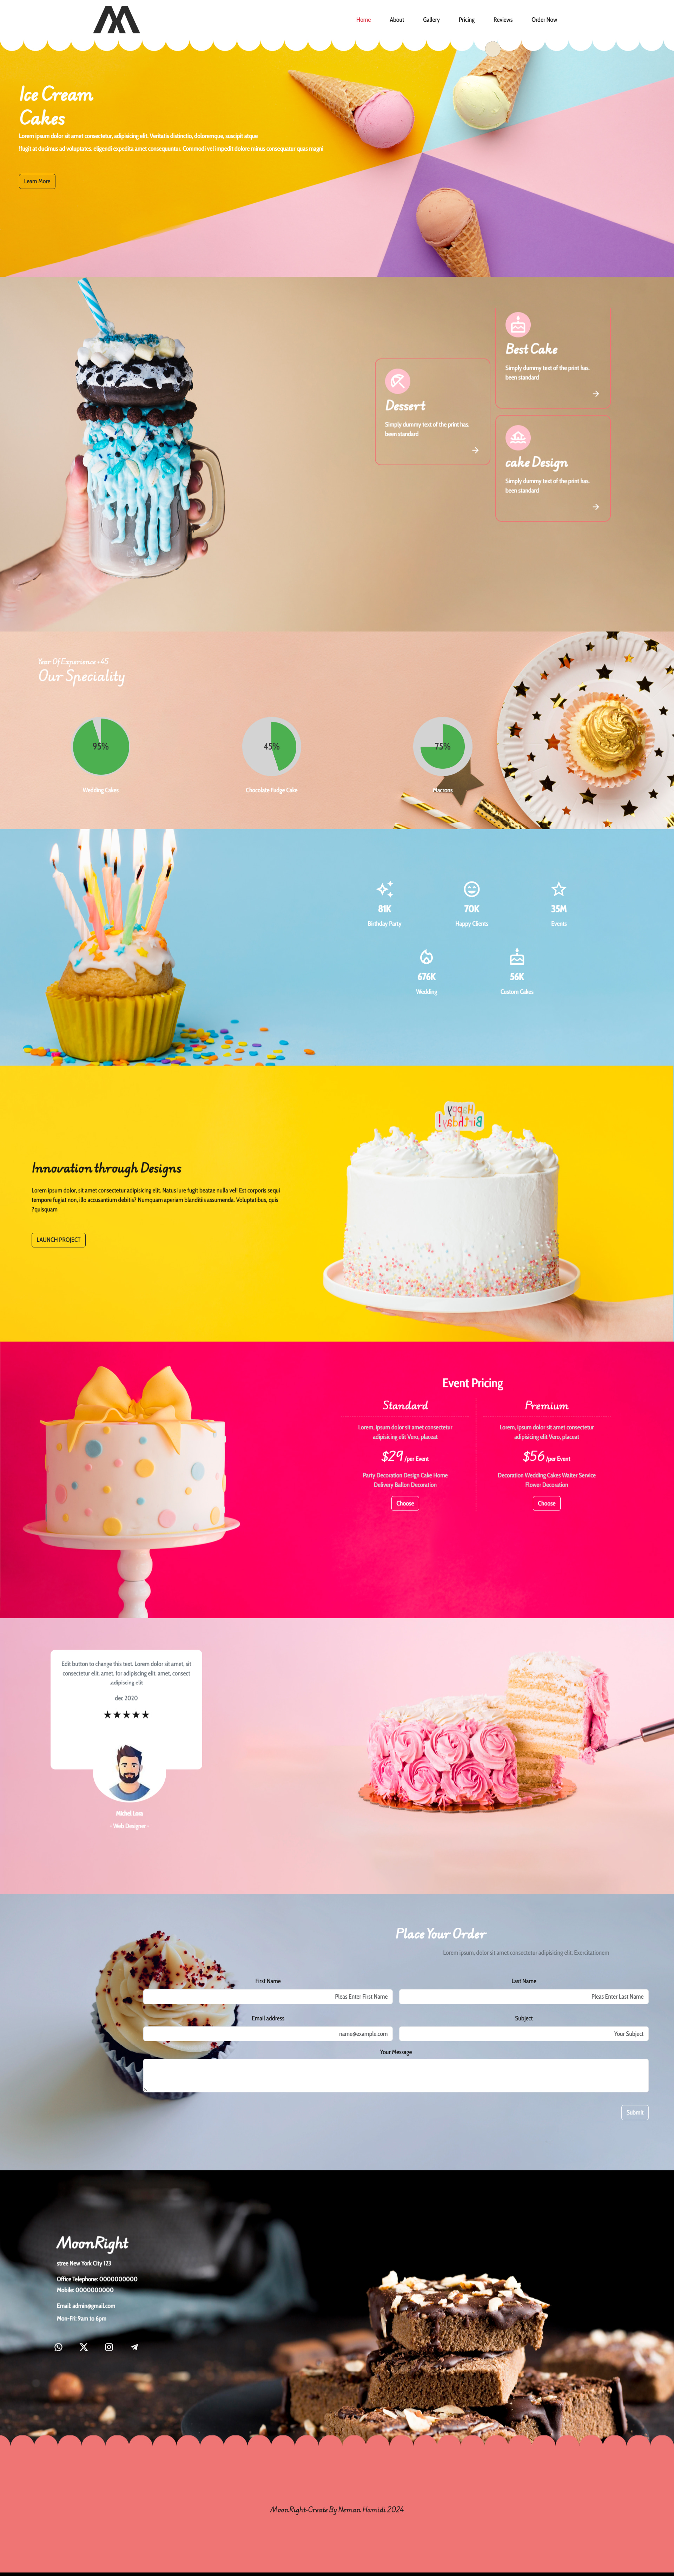 Home About Gallery Pricing Reviews Order Now
Ice Cream
Cakes
Lorem ipsum dolor sit amet consectetur, adipisicing elit. Veritatis distinctio, doloremque, suscipit atque
!fugit at ducimus ad voluptates, eligendi expedita amet consequuntur. Commodi vel impedit dolore minus consequatur quas magni
Learn More
Best Cake
Simply dummy text of the print has.
been standard
Dessert
Simply dummy text of the print has.
been standard
cake Design
Simply dummy text of the print has.
been standard
Year Of Experience +45
Our Speciality
95%
45%
75%
Wedding Cakes
Chocolate Fudge Cake
Macrons
81K
70K
35M
Birthday Party
Happy Clients
Events
676K
56K
Wedding
Custom Cakes
Happy
Birthday!
Innovation through Designs
Lorem ipsum dolor, sit amet consectetur adipisicing elit. Natus iure fugit beatae nulla vel! Est corporis sequi
tempore fugiat non, illo accusantium debitis? Numquam aperiam blanditiis assumenda. Voluptatibus, quis
?quisquam
LAUNCH PROJECT
Event Pricing
Standard
Lorem, ipsum dolor sit amet consectetur
adipisicing elit Vero, placeat
$29 /per Event
Party Decoration Design Cake Home
Delivery Ballon Decoration
Choose
Premium
Lorem, ipsum dolor sit amet consectetur
adipisicing elit Vero, placeat
$56 /per Event
Decoration Wedding Cakes Waiter Service
Flower Decoration
Choose
Edit button to change this text. Lorem dolor sit amet, sit
consectetur elit. amet, for adipiscing elit. amet, consect
.adipiscing elit
dec 2020
★★★★★
Michel Lora
- Web Designer -
Place Your Order
Lorem ipsum, dolor sit amet consectetur adipisicing elit. Exercitationem
First Name
Last Name
Pleas Enter First Name
Pleas Enter Last Name
Email address
Subject
name@example.com
Your Subject
Your Message
Submit
MoonRight
stree New York City 123
Office Telephone: 0000000000
Mobile: 0000000000
Email: admin@gmail.com
Mon-Fri: 9am to 6pm
MoonRight-Create By Neman Hamidi 2024